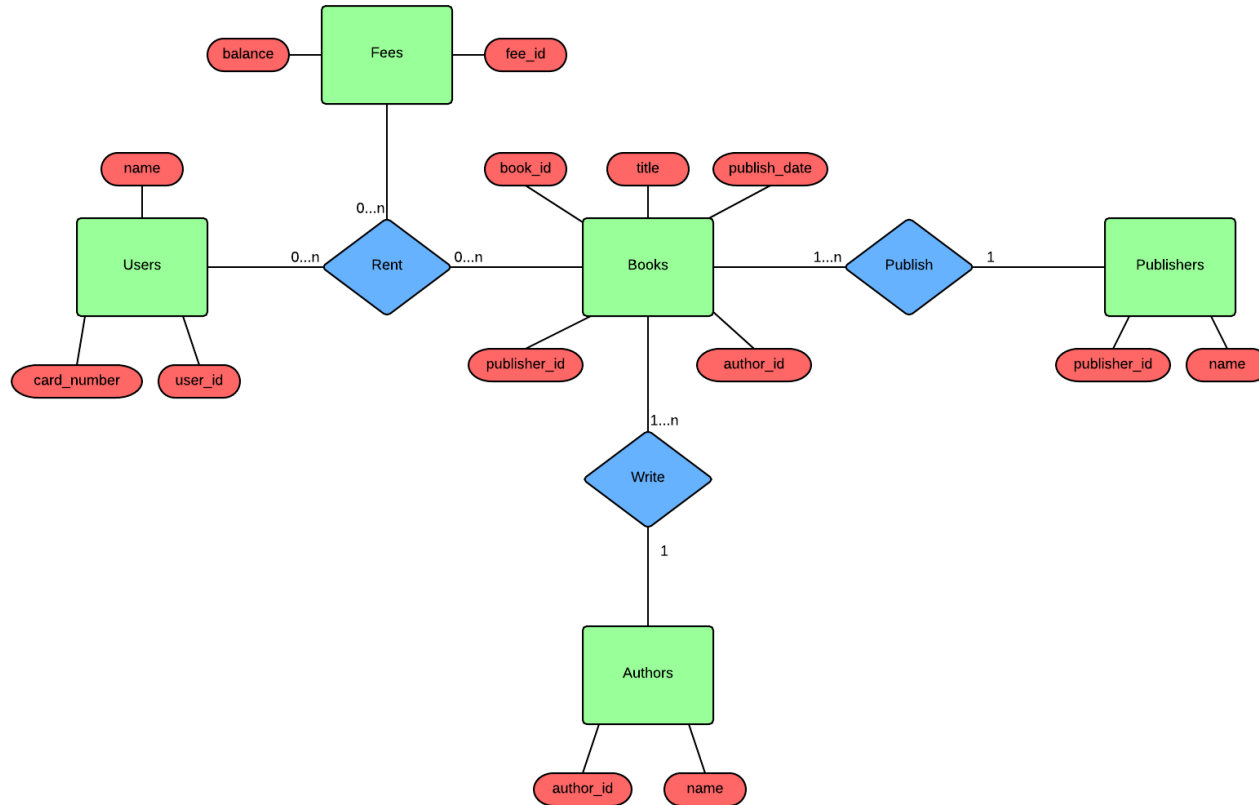 balance
Fees
fee_id
name
book_id
title
publish_date
0...n
Users
0...n
Rent
0...n
Books
1...n
Publish
1
Publishers
card_number
user_id
publisher_id
author_id
publisher_id
name
1...n
Write
1
Authors
author_id
name